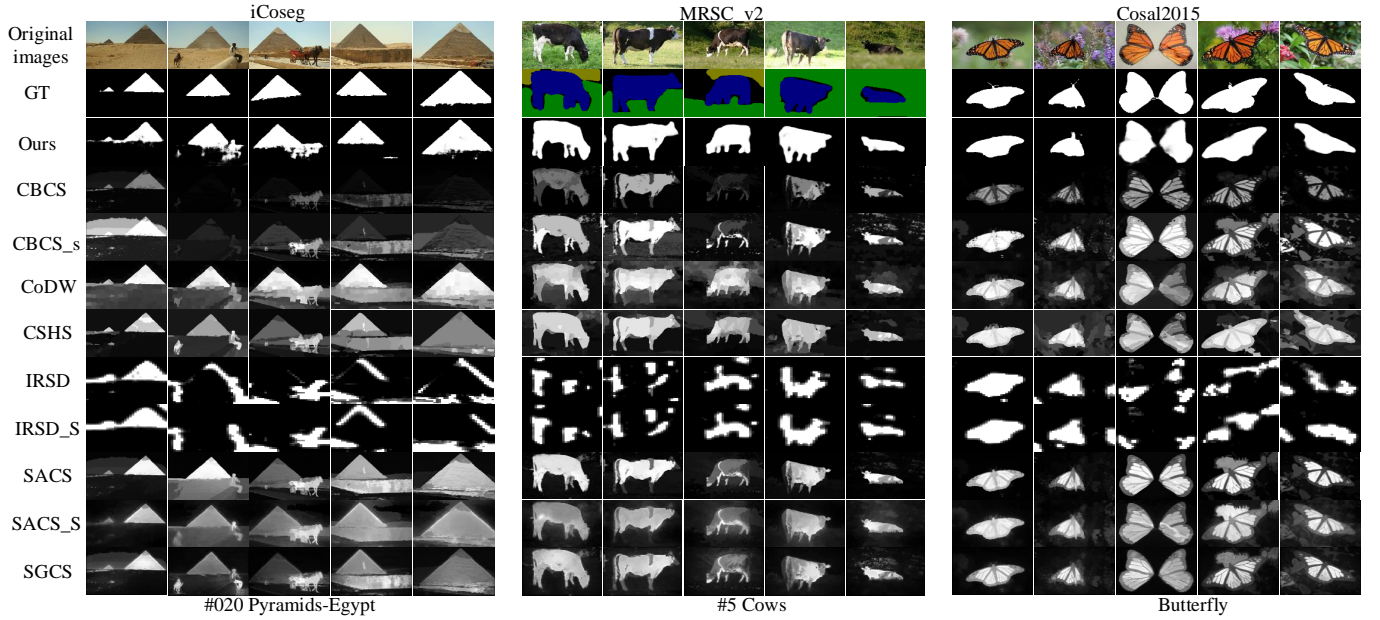 iCoseg
MRSC_v2
Cosal2015
Original
images
GT
Ours
CBCS
CBCS_s
CoDW
CSHS
IRSD
IRSD_S
SACS
SACS_S
SGCS
#020 Pyramids-Egypt
#5 Cows
Butterfly